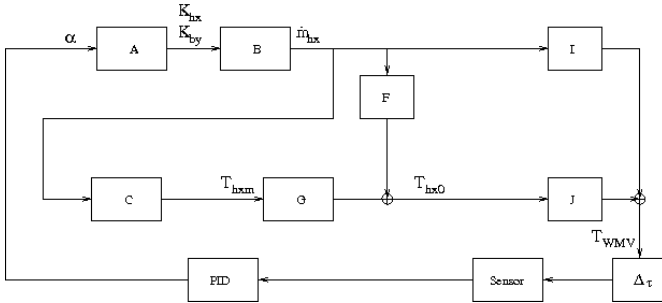 K_hx
α A K_by B ṁ_hx I
F
C T_hxm G T_hx0 J
T_WMV
PID Sensor Δ_τ